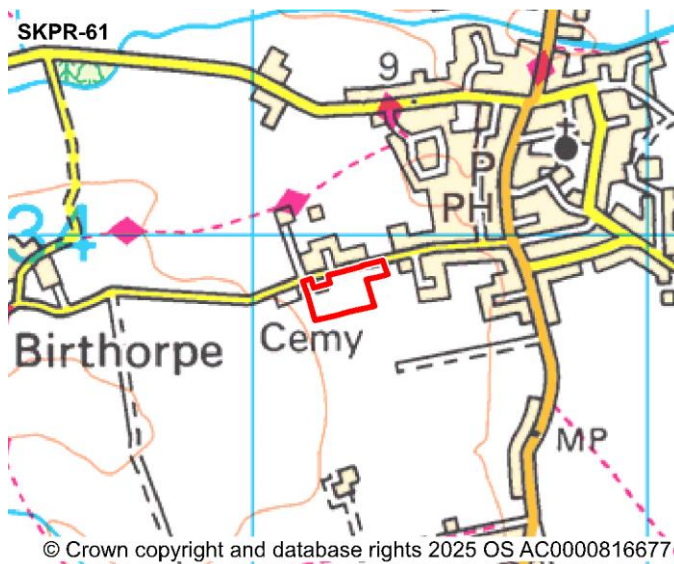 SKPR-61
9
P
PH
34
Birthorpe
Cemy
MP
© Crown copyright and database rights 2025 OS AC0000816677